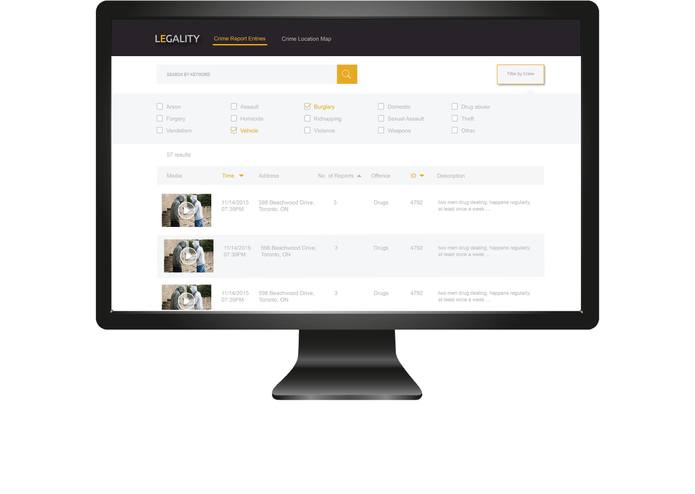 LEGALITY Crime Report Entries Crime Location Map
SEARCH BY KEYWORD Filter by Crime
Arson Assault Burglary Domestic Drug abuse
Forgery Homicide Kidnapping Sexual Assault Theft
Vandalism Vehicle Violence Weapons Other
57 results
Media Time Address No. of Reports Offence ID Description
11/14/2015 598 Beachwood Drive, 3 Drugs 4792 two men drug dealing, happens regularly,
07:39PM Toronto, ON at least once a week ...
11/14/2015 598 Beachwood Drive, 3 Drugs 4792 two men drug dealing, happens regularly,
07:39PM Toronto, ON at least once a week ...
11/14/2015 598 Beachwood Drive, 3 Drugs 4792 two men drug dealing, happens regularly,
07:39PM Toronto, ON at least once a week ...